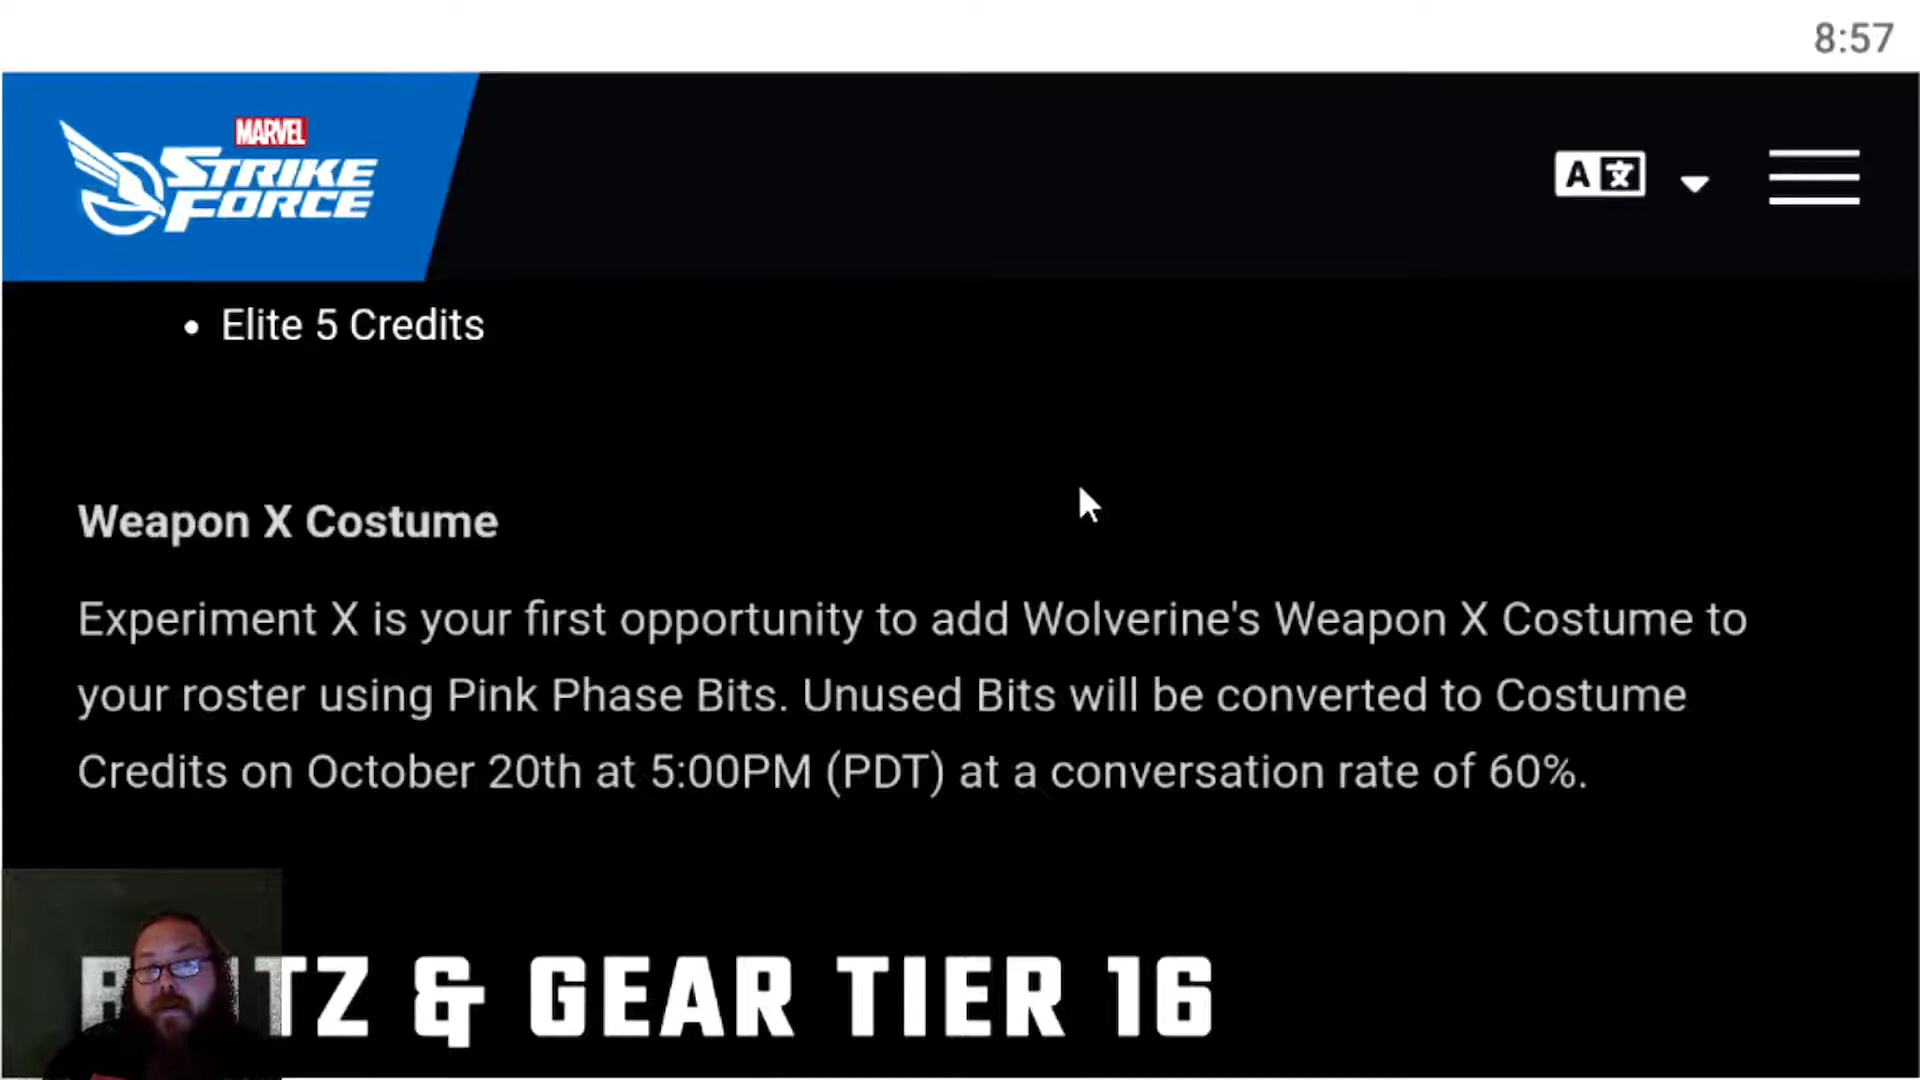 8:57
MARVEL
STRIKE
FORCE
A 文
• Elite 5 Credits
Weapon X Costume
Experiment X is your first opportunity to add Wolverine's Weapon X Costume to
your roster using Pink Phase Bits. Unused Bits will be converted to Costume
Credits on October 20th at 5:00PM (PDT) at a conversation rate of 60%.
& GEAR TIER 16